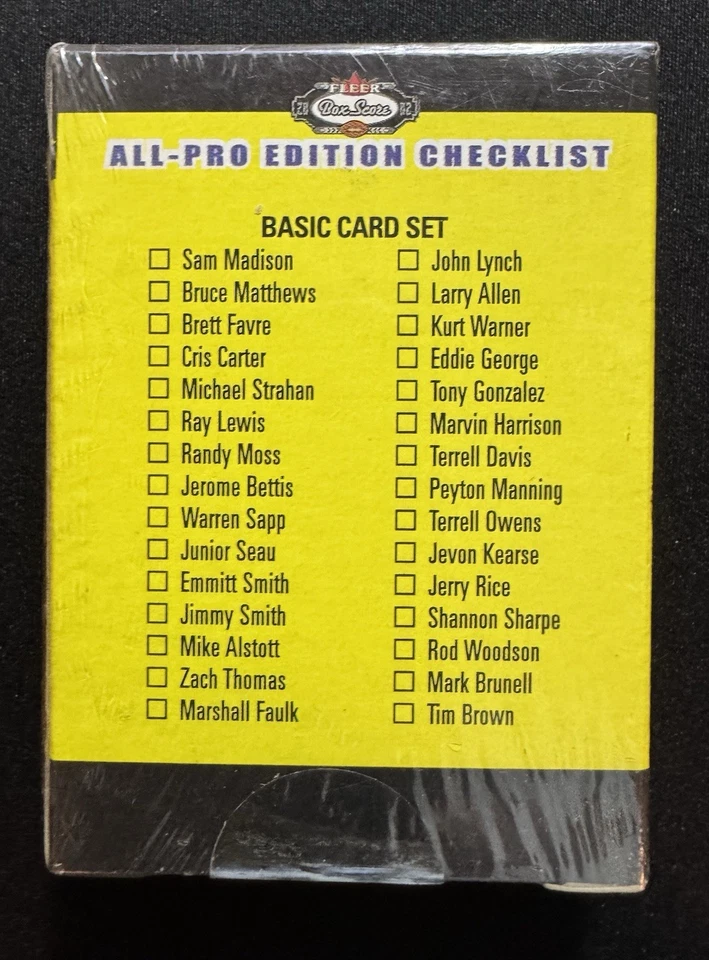 FLEER
20 Box Score 02
ALL-PRO EDITION CHECKLIST
BASIC CARD SET
Sam Madison
Bruce Matthews
Brett Favre
Cris Carter
Michael Strahan
Ray Lewis
Randy Moss
Jerome Bettis
Warren Sapp
Junior Seau
Emmitt Smith
Jimmy Smith
Mike Alstott
Zach Thomas
Marshall Faulk
John Lynch
Larry Allen
Kurt Warner
Eddie George
Tony Gonzalez
Marvin Harrison
Terrell Davis
Peyton Manning
Terrell Owens
Jevon Kearse
Jerry Rice
Shannon Sharpe
Rod Woodson
Mark Brunell
Tim Brown